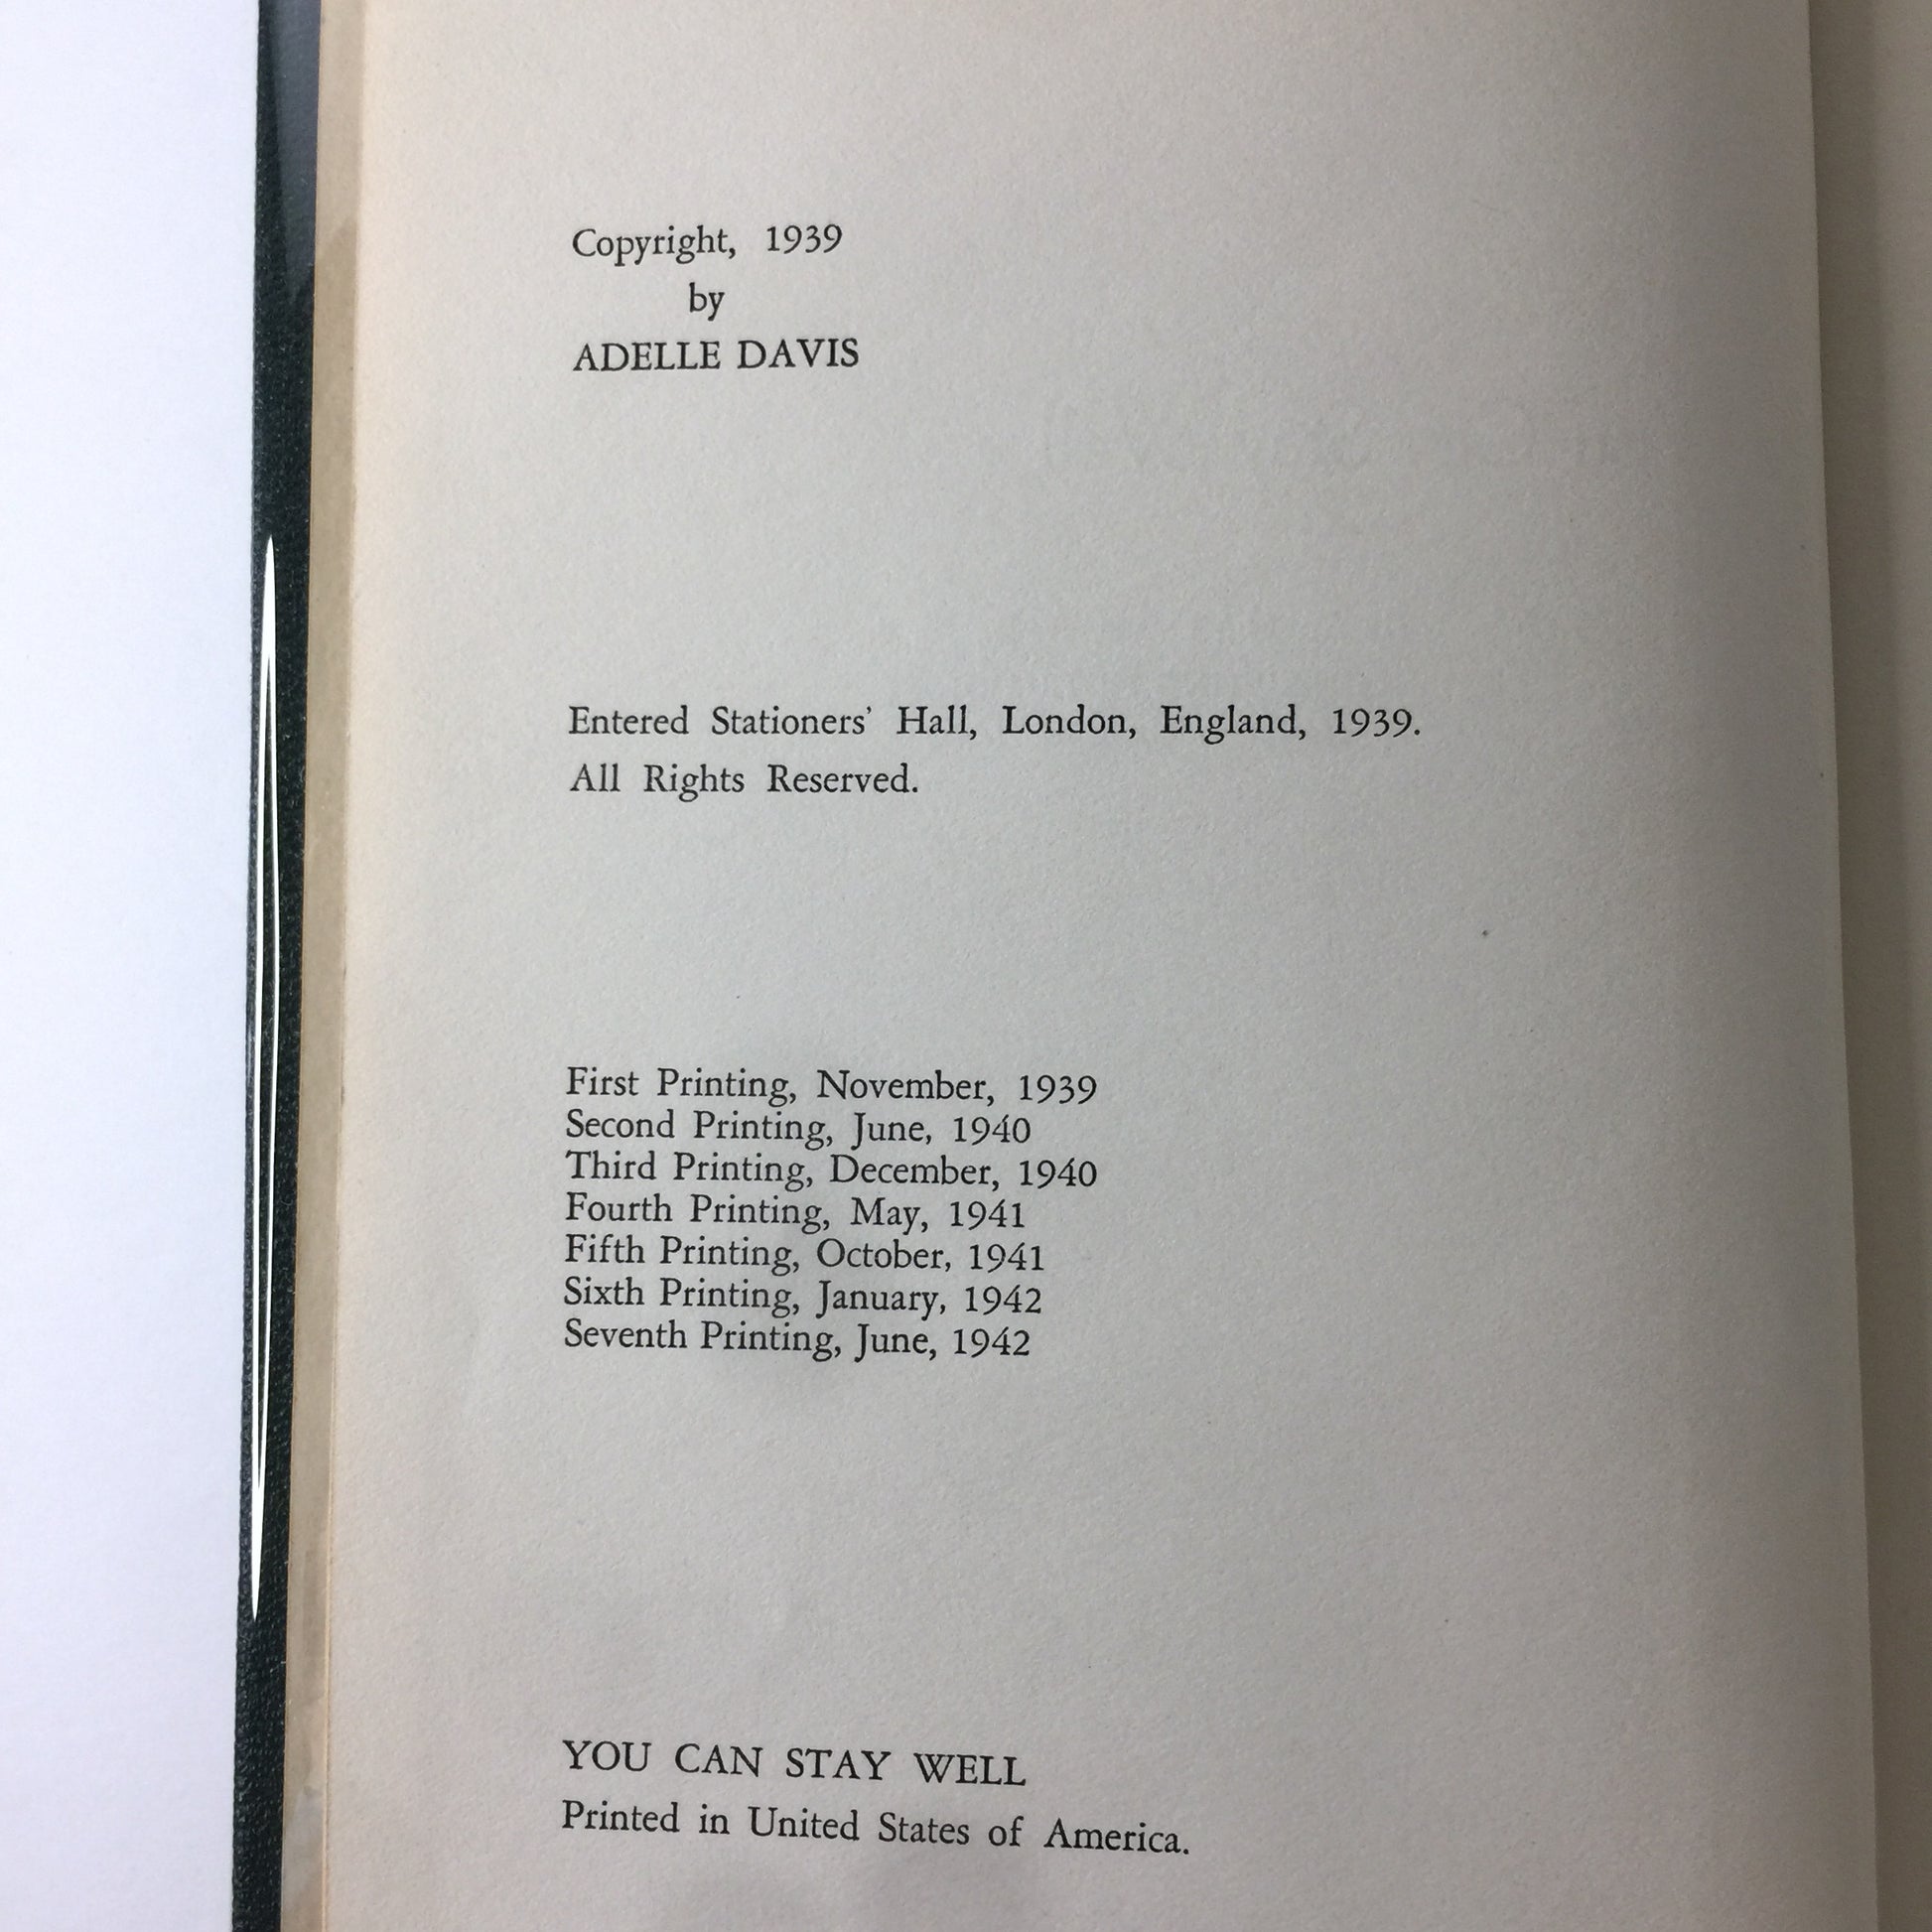 Copyright, 1939
by
ADELLE DAVIS
Entered Stationers' Hall, London, England, 1939.
All Rights Reserved.
First Printing, November, 1939
Second Printing, June, 1940
Third Printing, December, 1940
Fourth Printing, May, 1941
Fifth Printing, October, 1941
Sixth Printing, January, 1942
Seventh Printing, June, 1942
YOU CAN STAY WELL
Printed in United States of America.